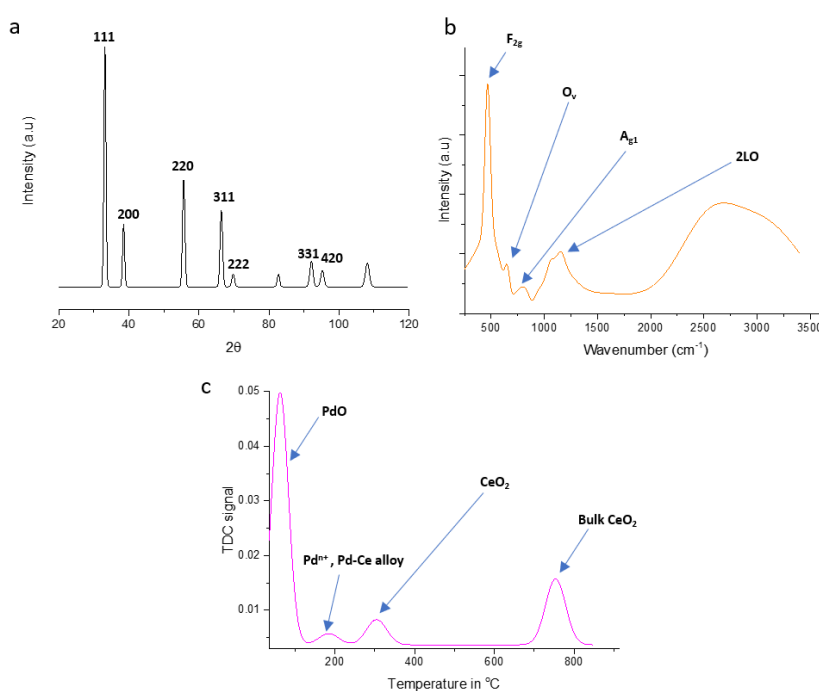 a
111
200
220
311
222
331
420
Intensity (a.u)
20
40
60
80
100
120
2θ
b
F2g
Ov
Ag1
2LO
Intensity (a.u)
500
1000
1500
2000
2500
3000
3500
Wavenumber (cm-1)
c
PdO
Pdn+ , Pd-Ce alloy
CeO2
Bulk CeO2
TDC signal
0.05
0.04
0.03
0.02
0.01
200
400
600
800
Temperature in oC